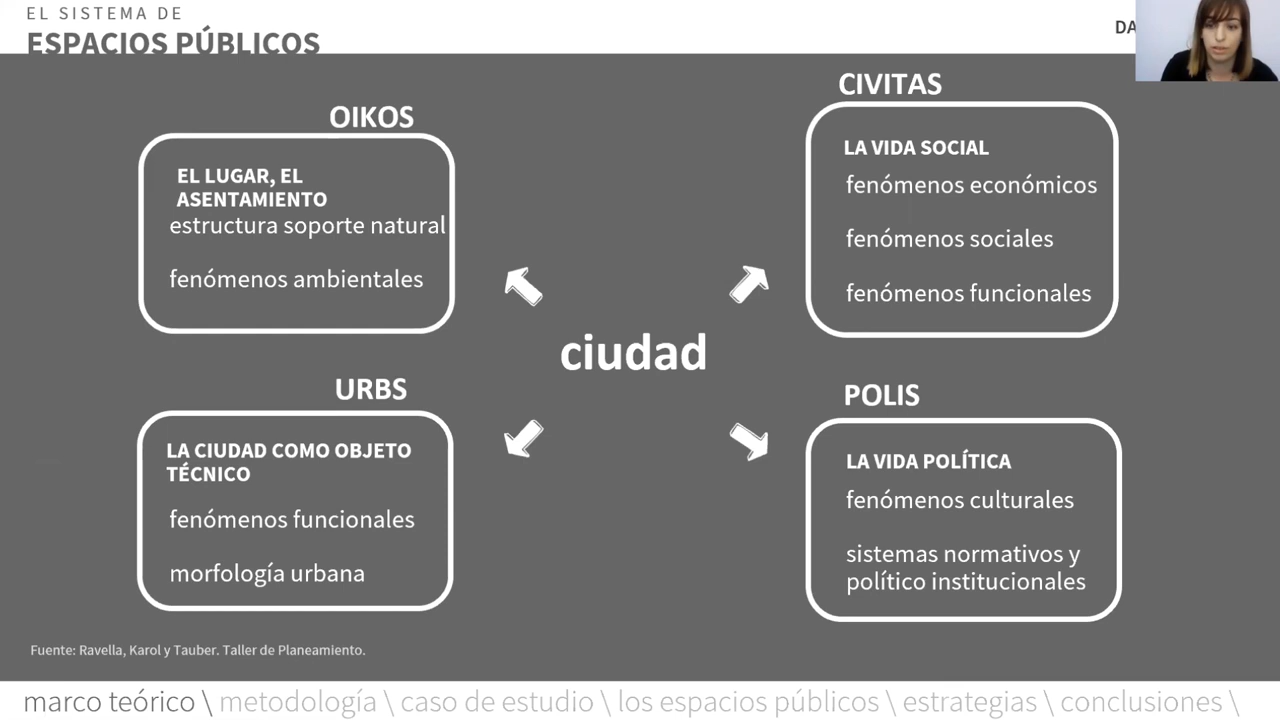 EL SISTEMA DE
ESPACIOS PÚBLICOS
OIKOS
EL LUGAR, EL
ASENTAMIENTO
estructura soporte natural
fenómenos ambientales
CIVITAS
LA VIDA SOCIAL
fenómenos económicos
fenómenos sociales
fenómenos funcionales
ciudad
URBS
LA CIUDAD COMO OBJETO
TÉCNICO
fenómenos funcionales
morfología urbana
POLIS
LA VIDA POLÍTICA
fenómenos culturales
sistemas normativos y
político institucionales
Fuente: Ravella, Karol y Tauber. Taller de Planeamiento.
marco teórico \ metodología \ caso de estudio \ los espacios públicos \ estrategias \ conclusiones \